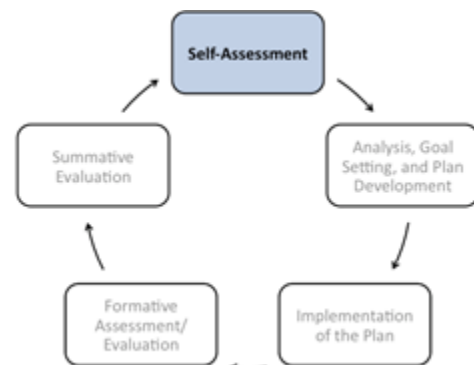 Self-Assessment
Analysis, Goal
Setting, and Plan
Development
Implementation
of the Plan
Formative
Assessment/
Evaluation
Summative
Evaluation